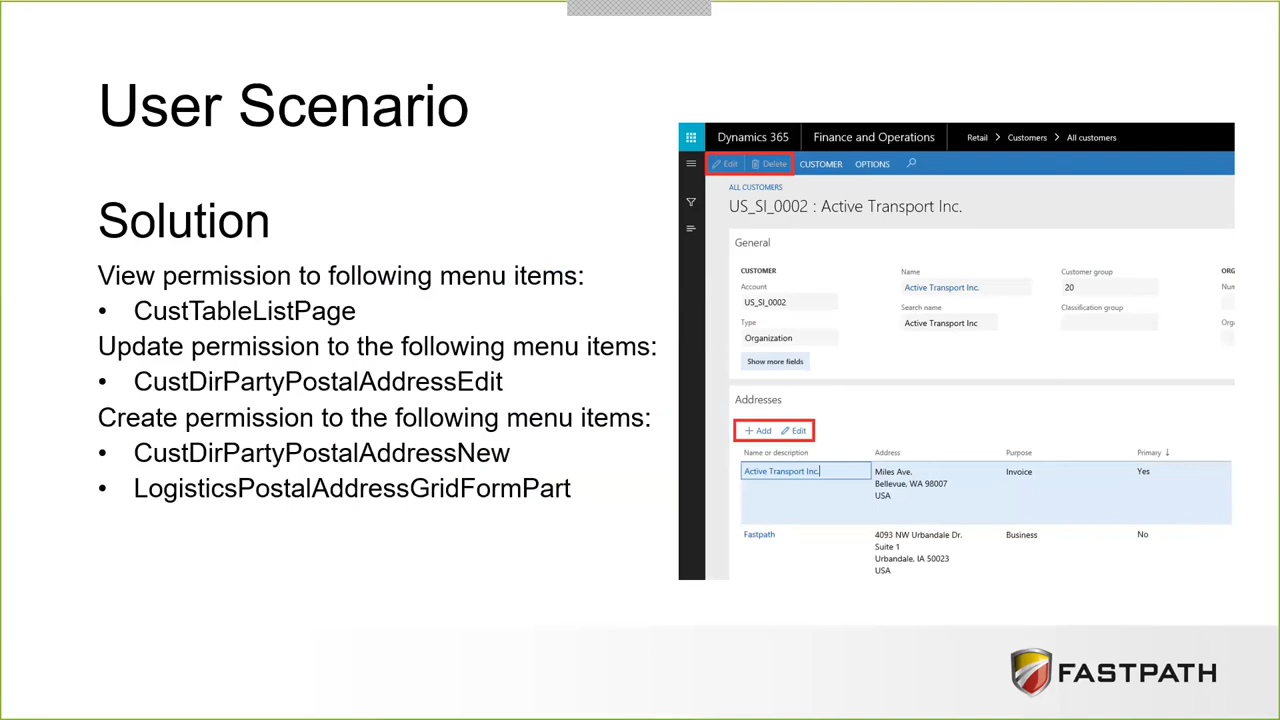 User Scenario
Solution
View permission to following menu items:
• CustTableListPage
Update permission to the following menu items:
• CustDirPartyPostalAddressEdit
Create permission to the following menu items:
• CustDirPartyPostalAddressNew
• LogisticsPostalAddressGridFormPart
Dynamics 365 Finance and Operations Retail > Customers > All customers
Edit Delete CUSTOMER OPTIONS
ALL CUSTOMERS
US_SI_0002 : Active Transport Inc.
General
CUSTOMER Name Customer group ORG
Account Active Transport Inc. 20 Num
US_SI_0002 Search name Classification group
Type Active Transport Inc Orga
Organization
Show more fields
Addresses
+ Add Edit
Name or description Address Purpose Primary ↓
Active Transport Inc. Miles Ave. Invoice Yes
Bellevue, WA 98007
USA
Fastpath 4093 NW Urbandale Dr. Business No
Suite 1
Urbandale, IA 50023
USA
FASTPATH